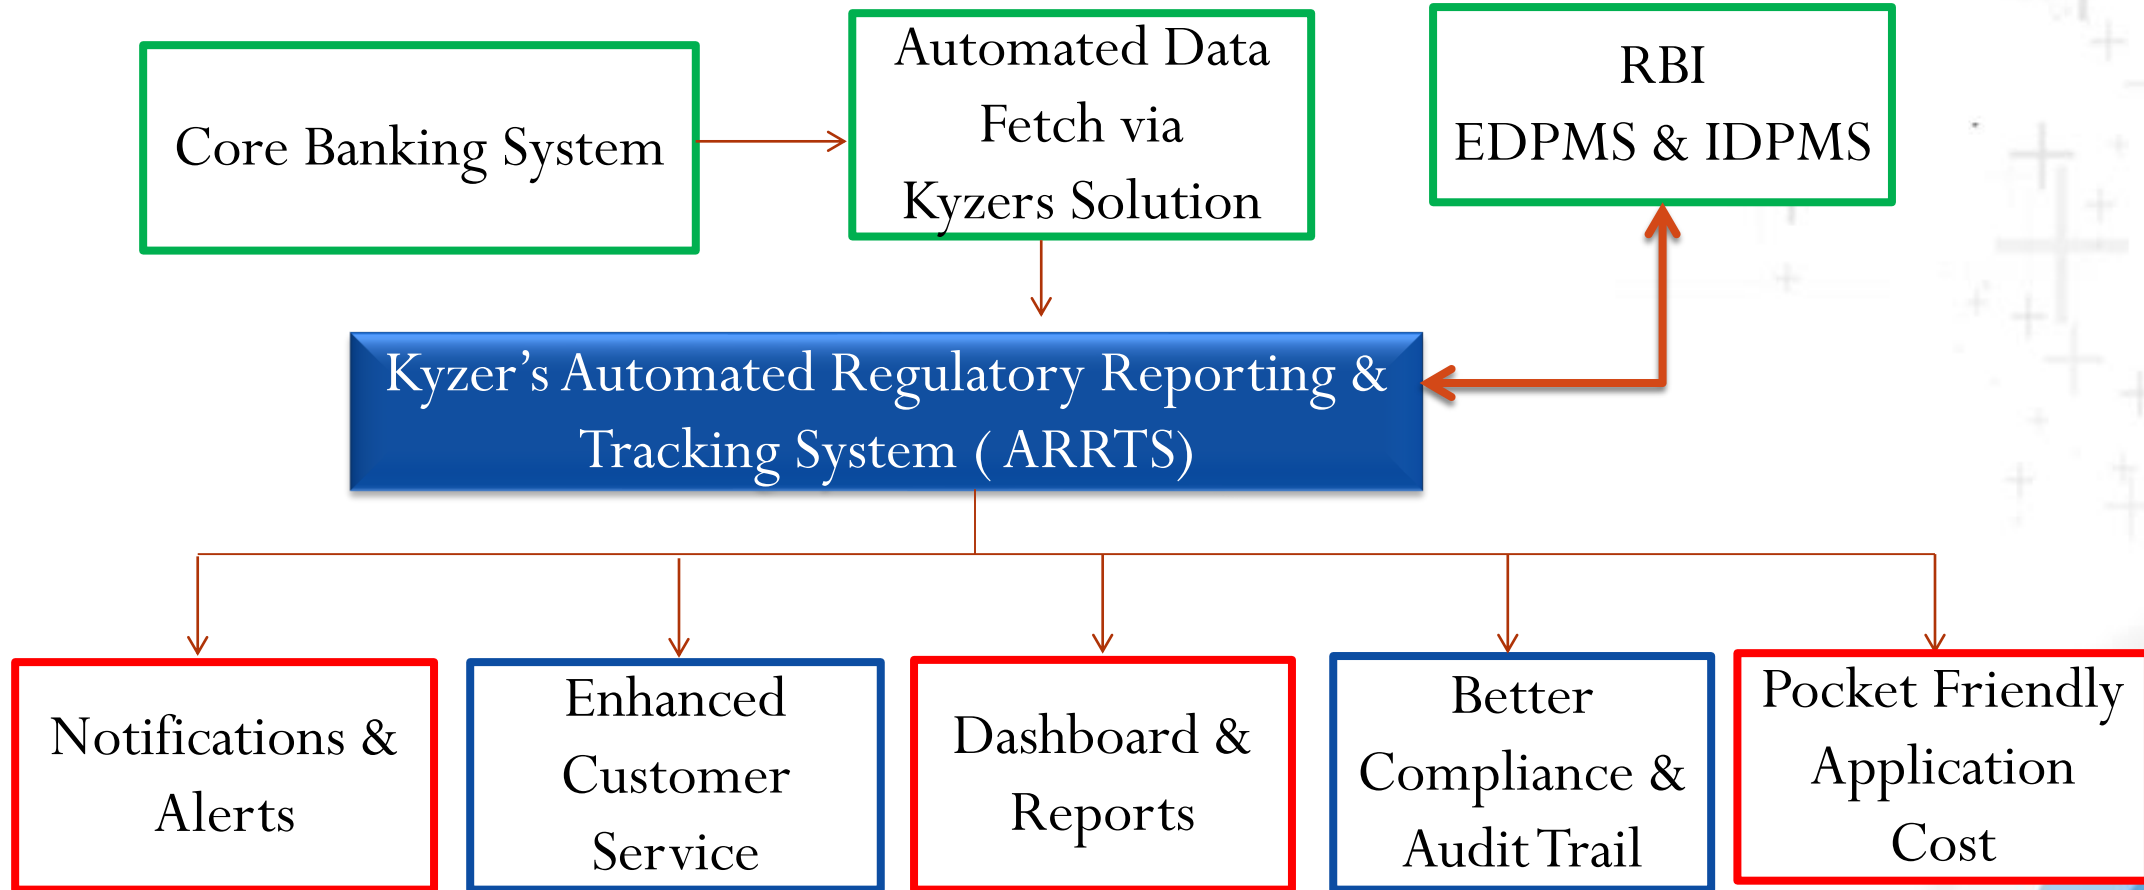 Core Banking System
Automated Data
Fetch via
Kyzers Solution
RBI
EDPMS & IDPMS
Kyzer’s Automated Regulatory Reporting &
Tracking System ( ARRTS)
Notifications &
Alerts
Enhanced
Customer
Service
Dashboard &
Reports
Better
Compliance &
Audit Trail
Pocket Friendly
Application
Cost